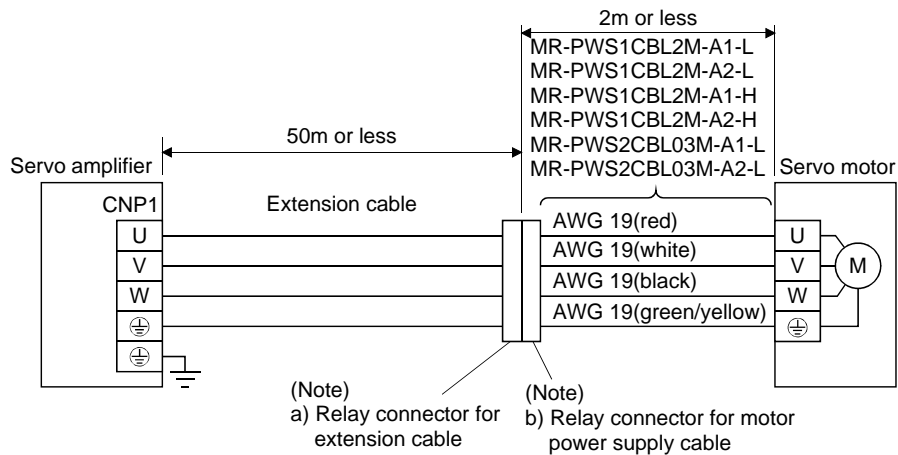 2m or less
MR-PWS1CBL2M-A1-L
MR-PWS1CBL2M-A2-L
MR-PWS1CBL2M-A1-H
MR-PWS1CBL2M-A2-H
MR-PWS2CBL03M-A1-L
MR-PWS2CBL03M-A2-L
50m or less
Servo amplifier
Servo motor
CNP1
Extension cable
U
V
W
AWG 19(red)
AWG 19(white)
AWG 19(black)
AWG 19(green/yellow)
U
V
W
M
(Note)
a) Relay connector for
extension cable
(Note)
b) Relay connector for motor
power supply cable